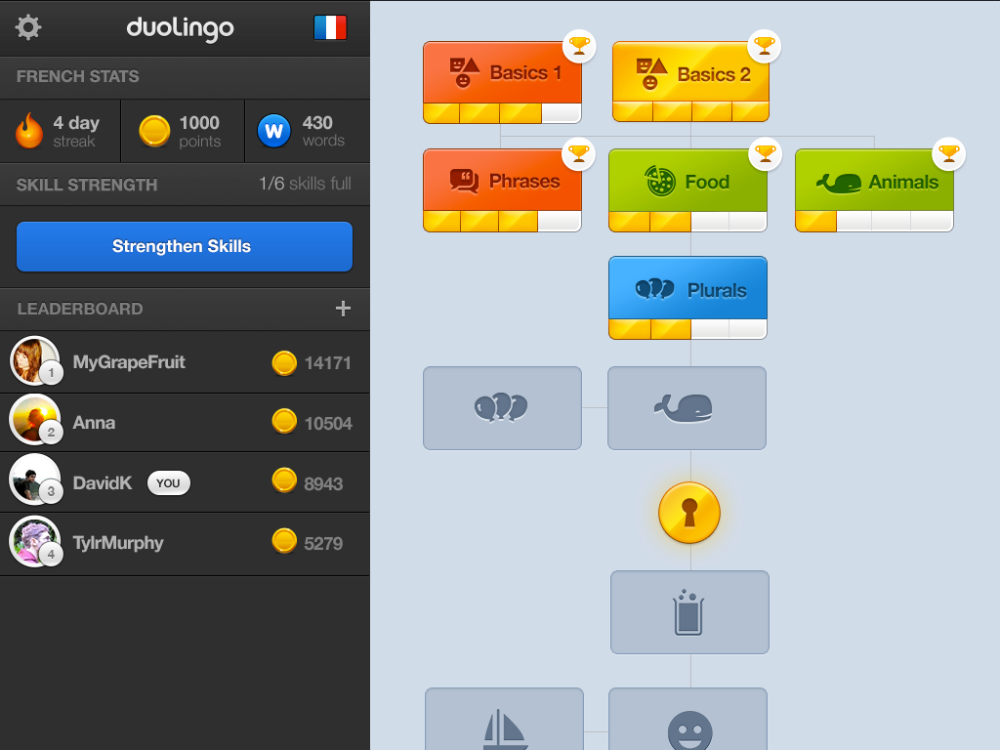 duolingo
FRENCH STATS
4 day
streak
1000
points
W
430
words
SKILL STRENGTH
1/6 skills full
Strengthen Skills
LEADERBOARD
+
1
MyGrapeFruit
14171
2
Anna
10504
3
DavidK
YOU
8943
4
TylrMurphy
5279
Basics 1
Basics 2
Phrases
Food
Animals
Plurals